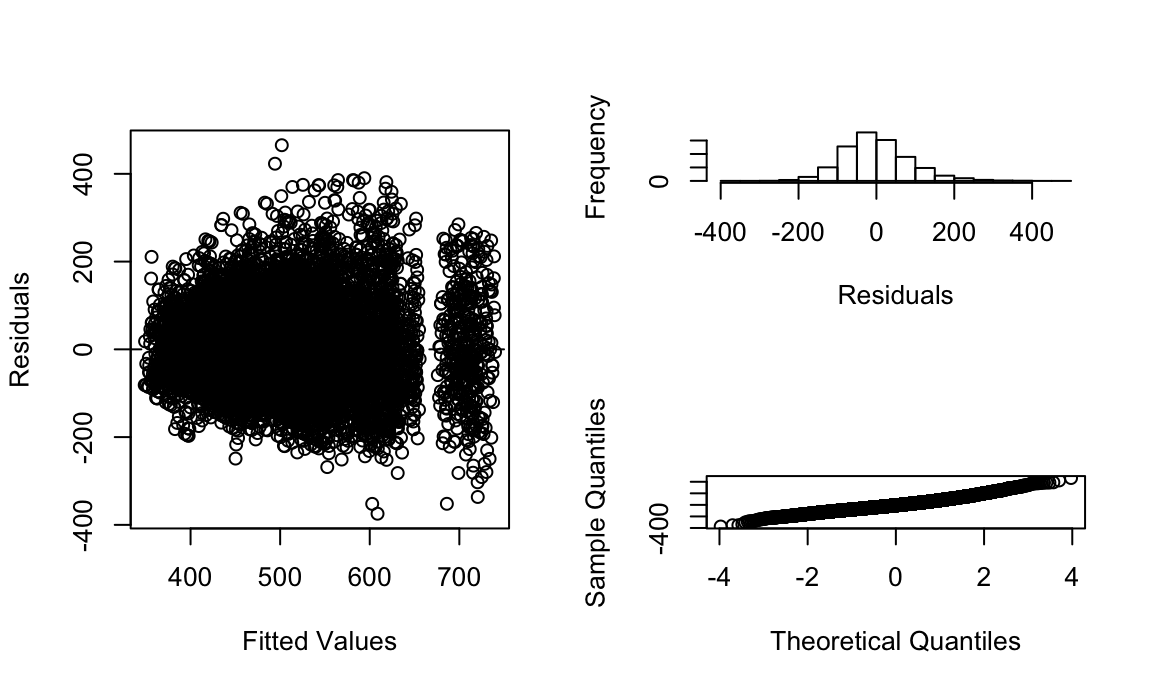 Residuals
400
200
0
-200
-400
400 500 600 700
Fitted Values
Frequency
0
-400 -200 0 200 400
Residuals
Sample Quantiles
-400
-4 -2 0 2 4
Theoretical Quantiles